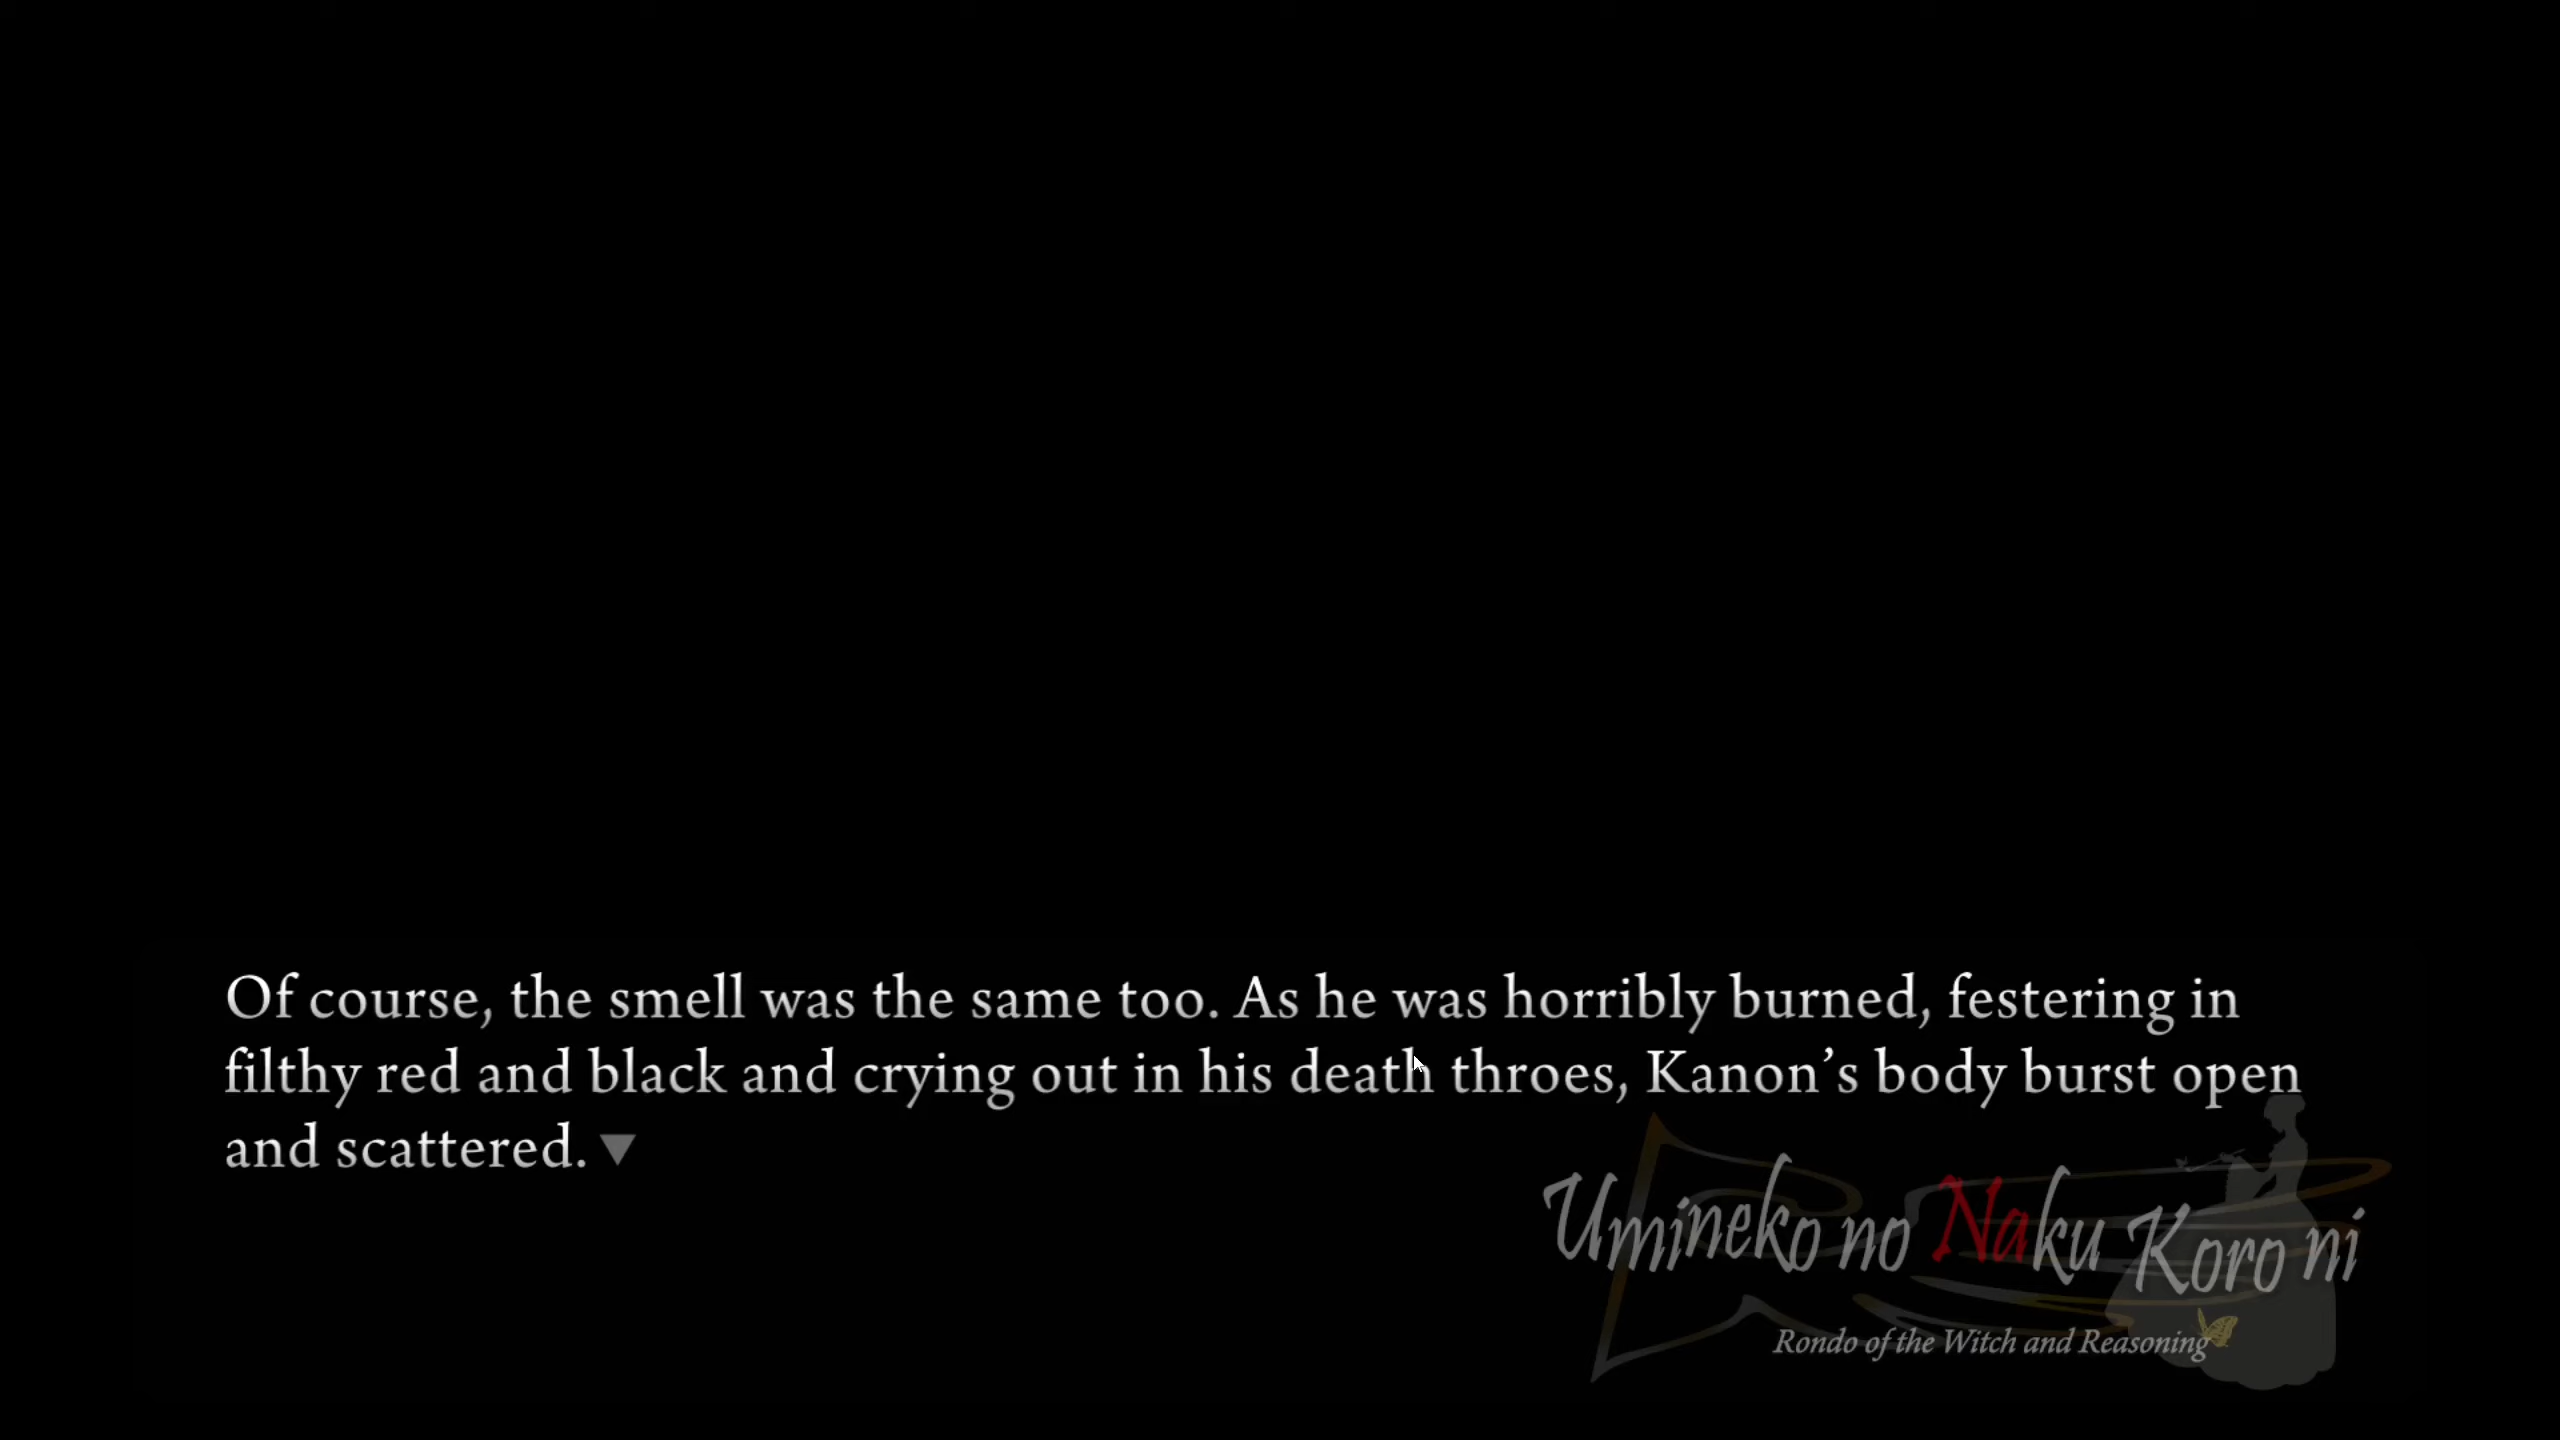 Of course, the smell was the same too. As he was horribly burned, festering in
filthy red and black and crying out in his death throes, Kanon’s body burst open
and scattered.
Umineko no Naku Koro ni
Rondo of the Witch and Reasoning